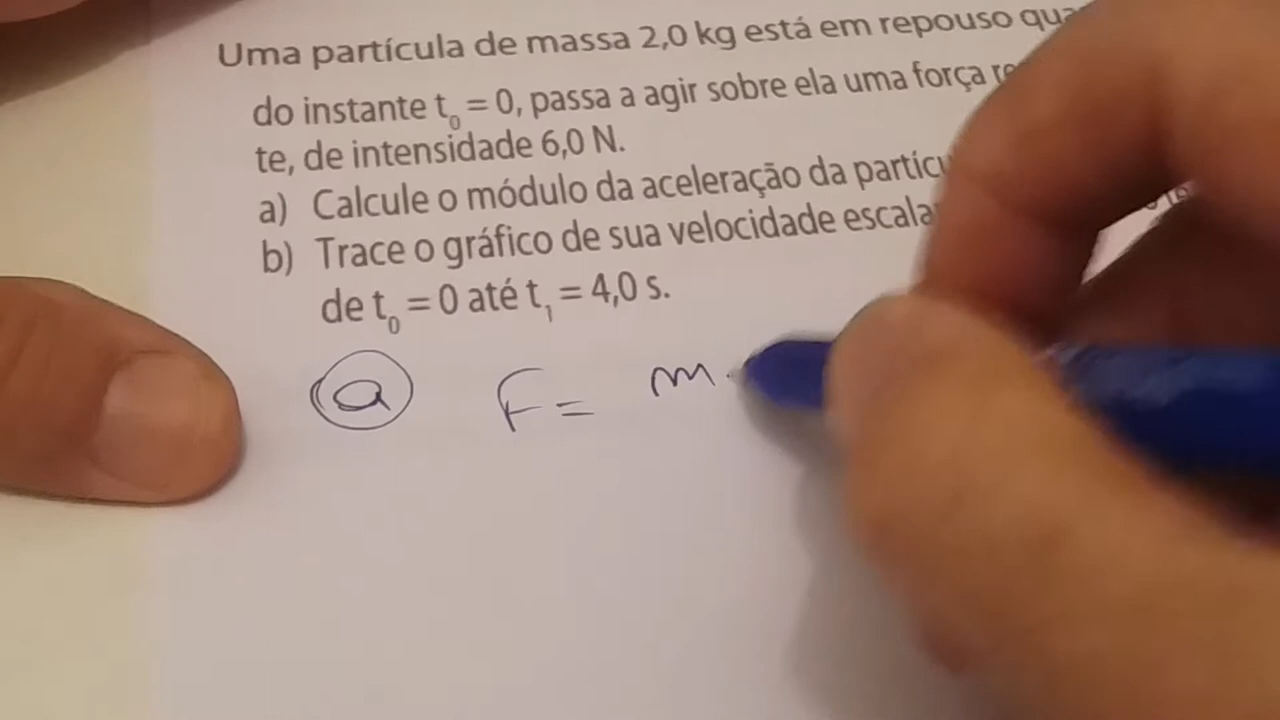 Uma partícula de massa 2,0 kg está em repouso
do instante t₀ = 0, passa a agir sobre ela uma força
te, de intensidade 6,0 N.
a) Calcule o módulo da aceleração da
b) Trace o gráfico de sua velocidade
de t₀ = 0 até t₁ = 4,0 s.
a F = m.